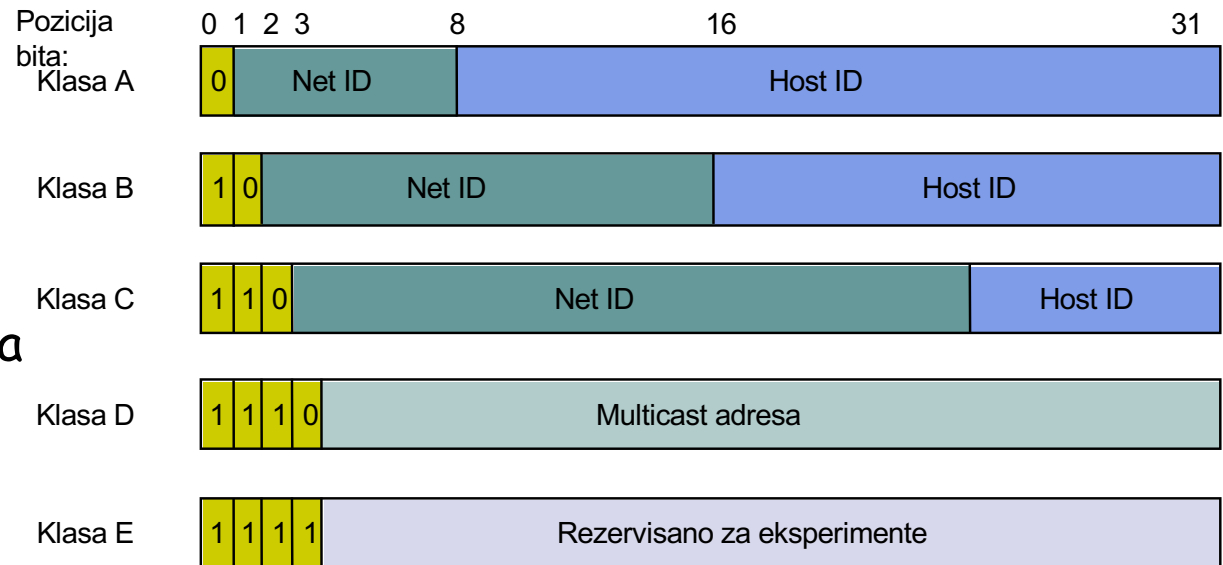 Pozicija bita: 0 1 2 3 8 16 31
Klasa A 0 Net ID Host ID
Klasa B 1 0 Net ID Host ID
Klasa C 1 1 0 Net ID Host ID
a
Klasa D 1 1 1 0 Multicast adresa
Klasa E 1 1 1 1 Rezervisano za eksperimente